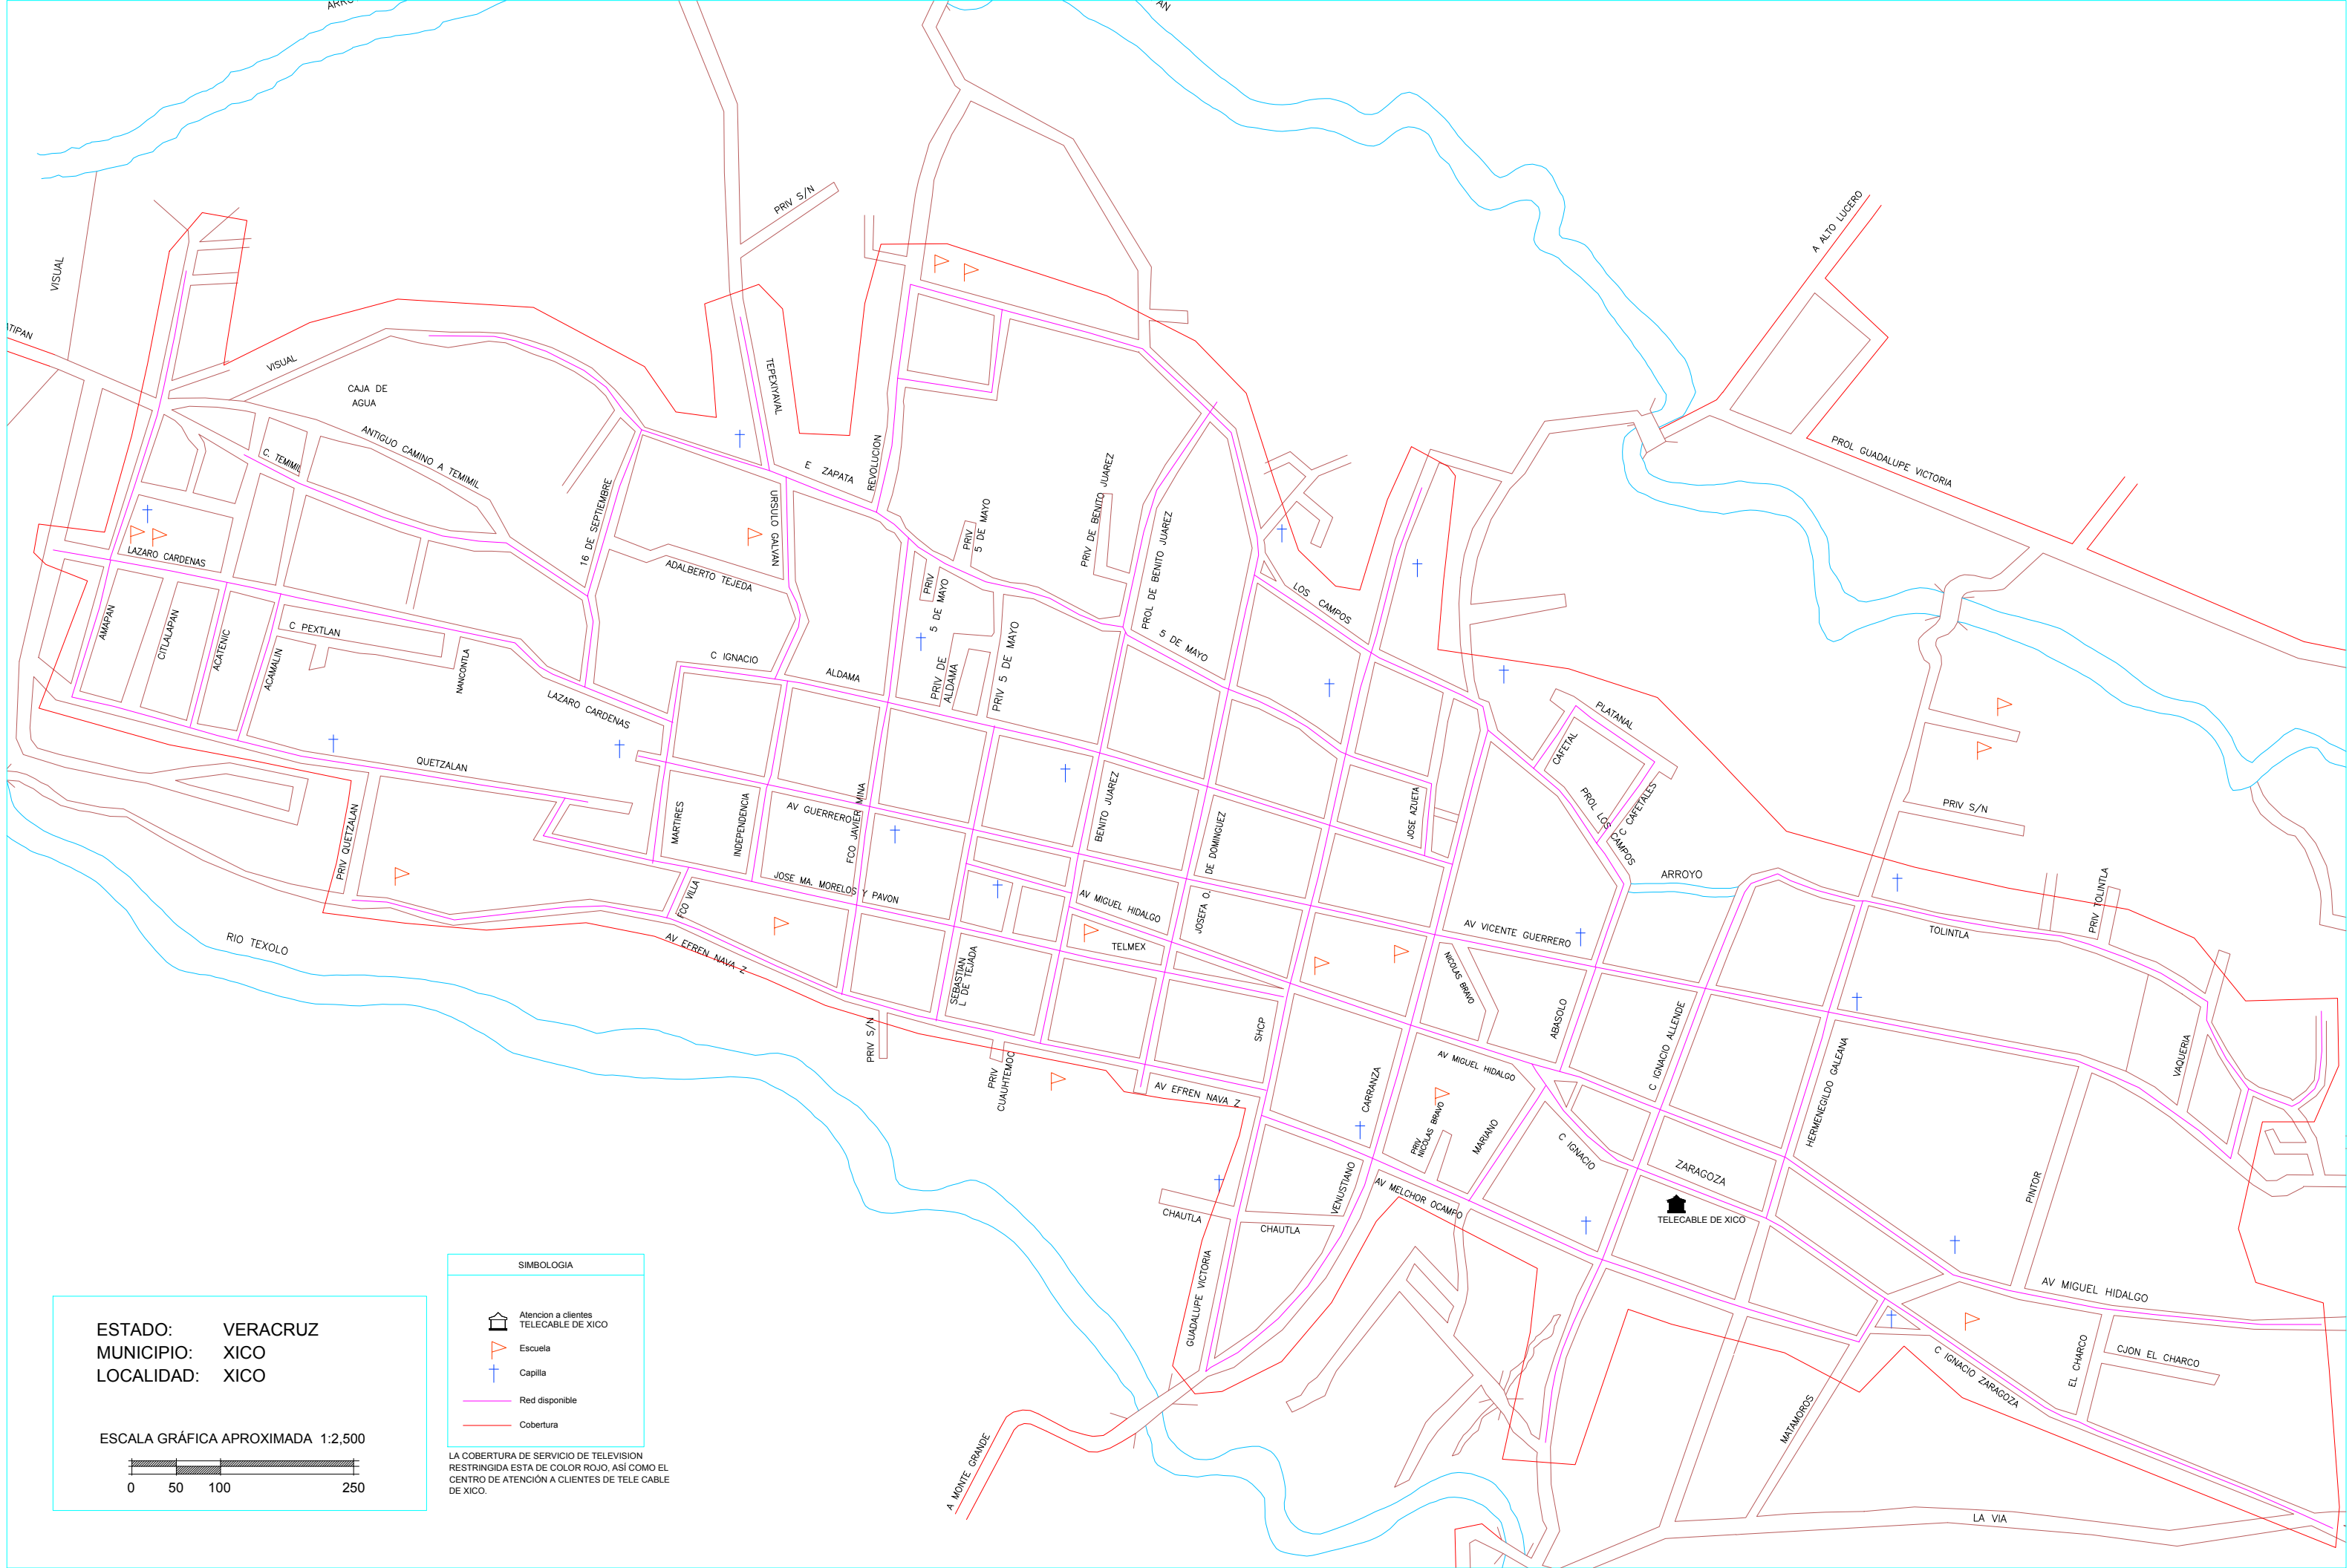 VISUAL
VISUAL
CAJA DE
AGUA
ANTIGUO CAMINO A TEMIMIL
C. TEMIMIL
LAZARO CARDENAS
AMAPAN
CITLALAPAN
ACATENIC
ACAMALIN
C PEXTLAN
NANCONTLA
LAZARO CARDENAS
QUETZALAN
PRIV QUETZALAN
RIO TEXOLO
16 DE SEPTIEMBRE
ADALBERTO TEJEDA
URSULO GALVAN
TEPEXIYAVAL
PRIV S/N
E. ZAPATA
REVOLUCION
PRIV
5 DE MAYO
PRIV
5 DE MAYO
PRIV DE
ALDAMA
PRIV 5 DE MAYO
PRIV DE BENITO JUAREZ
PROL DE BENITO JUAREZ
5 DE MAYO
LOS CAMPOS
C IGNACIO
ALDAMA
MARTIRES
INDEPENDENCIA
AV GUERRERO
FCO JAVIER MINA
JOSE MA. MORELOS Y PAVON
FCO VILLA
AV EFREN NAVA Z
PRIV S/N
SEBASTIAN
L DE TEJADA
PRIV
CUAUHTEMOC
BENITO JUAREZ
AV MIGUEL HIDALGO
TELMEX
JOSEFA O. DE DOMINGUEZ
AV EFREN NAVA Z
SHCP
JOSE AZUETA
CAFETAL
PLATANAL
PROL LOS CAMPOS
C CAFETALES
ARROYO
AV VICENTE GUERRERO
NICOLAS BRAVO
ABASOLO
C IGNACIO ALLENDE
AV MIGUEL HIDALGO
VENUSTIANO CARRANZA
PRIV
NICOLAS BRAVO
MARIANO
C IGNACIO
ZARAGOZA
TELECABLE DE XICO
HERMENEGILDO GALEANA
AV MELCHOR OCAMPO
CHAUTLA
CHAUTLA
GUADALUPE VICTORIA
A MONTE GRANDE
A ALTO LUCERO
PROL GUADALUPE VICTORIA
PRIV S/N
PRIV TOLINTLA
TOLINTLA
VAQUERIA
PINTOR
AV MIGUEL HIDALGO
EL CHARCO
CJON EL CHARCO
C IGNACIO ZARAGOZA
MATAMOROS
LA VIA
ESTADO: VERACRUZ
MUNICIPIO: XICO
LOCALIDAD: XICO
ESCALA GRÁFICA APROXIMADA 1:2,500
0 50 100 250
SIMBOLOGIA
Atencion a clientes
TELECABLE DE XICO
Escuela
Capilla
Red disponible
Cobertura
LA COBERTURA DE SERVICIO DE TELEVISION
RESTRINGIDA ESTA DE COLOR ROJO, ASÍ COMO EL
CENTRO DE ATENCIÓN A CLIENTES DE TELE CABLE
DE XICO.